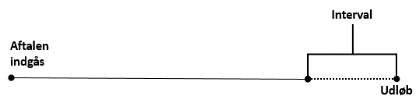 Interval
Aftalen
indgås
Udløb